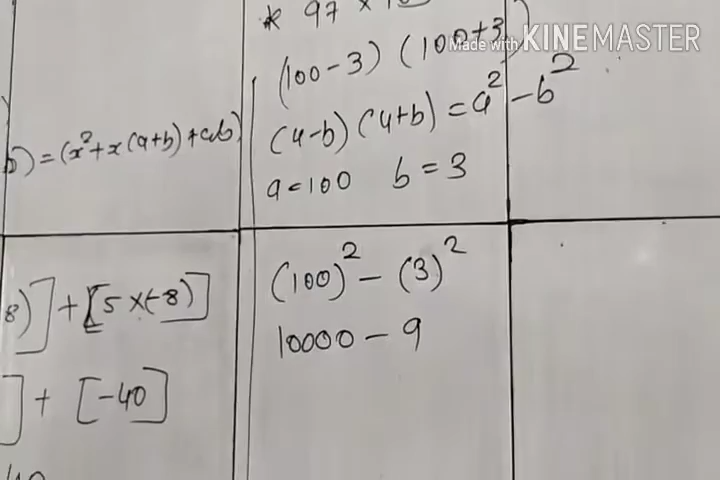 * 97 × 10
(100-3) (100+3)
(a-b) (a+b) = a² - b²
a=100 b = 3
(100)² - (3)²
10000 - 9
b) = (x²+x(a+b)+ab)
8)] + [5×(-8)]
] + [-40]
Made with KINEMASTER